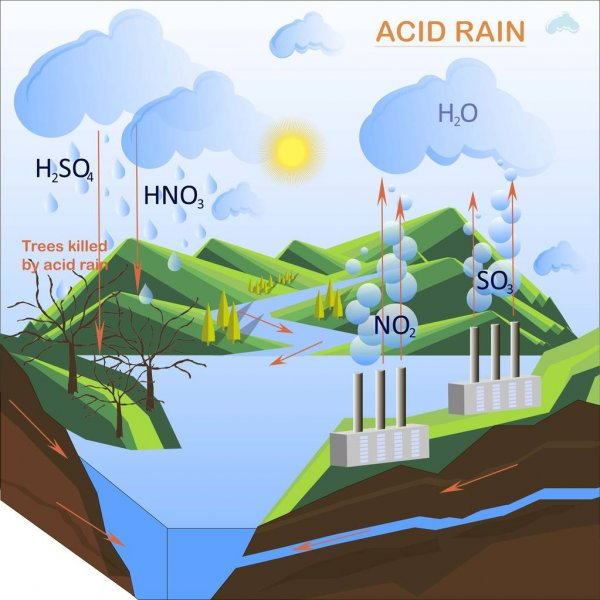 ACID RAIN
H₂O
H₂SO₄
HNO₃
Trees killed
by acid rain
SO₃
NO₂